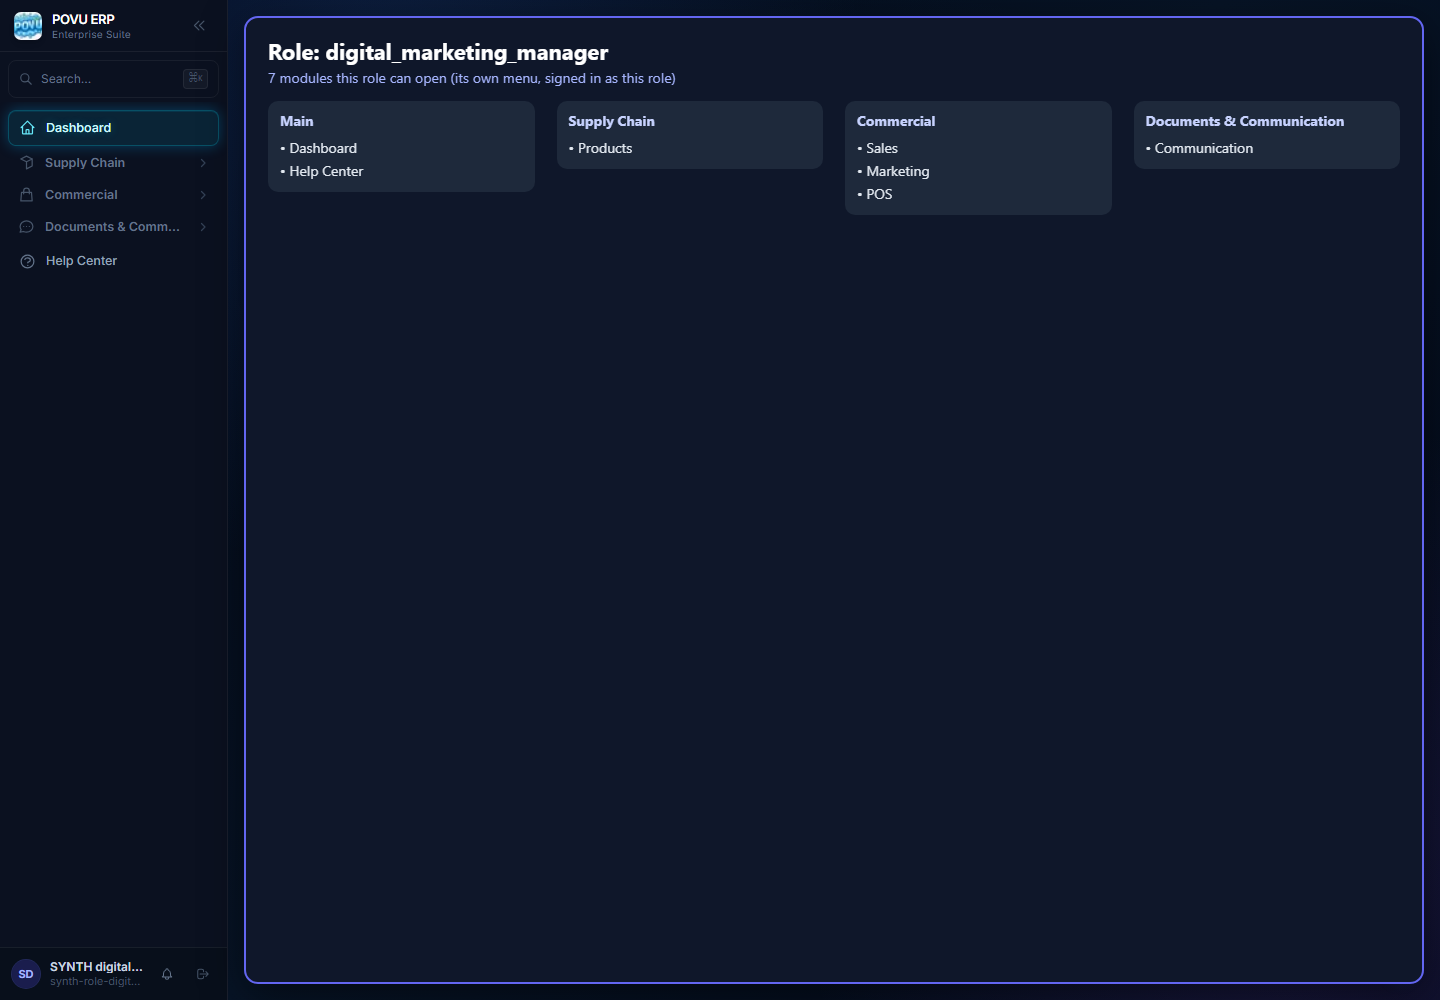 POVU ERP
Enterprise Suite
Search...
⌘K
Dashboard
Supply Chain
Commercial
Documents & Comm...
Help Center
Role: digital_marketing_manager
7 modules this role can open (its own menu, signed in as this role)
Main
• Dashboard
• Help Center
Supply Chain
• Products
Commercial
• Sales
• Marketing
• POS
Documents & Communication
• Communication
SD
SYNTH digital...
synth-role-digit...
POVU